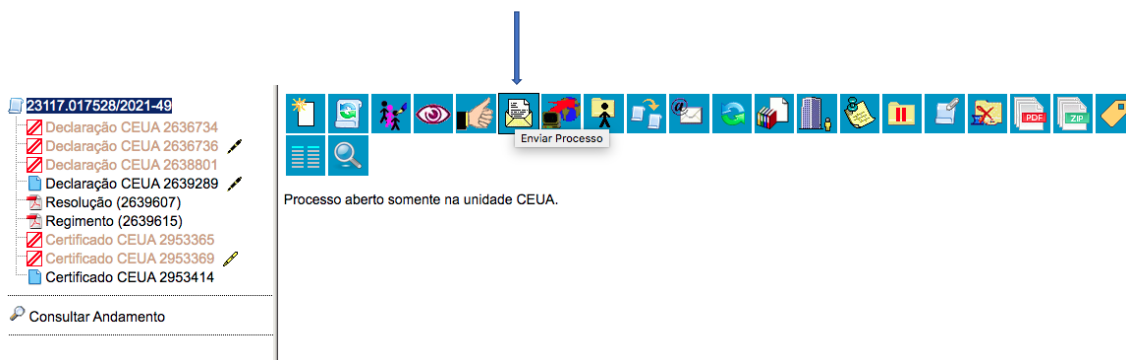 23117.017528/2021-49
Declaração CEUA 2636734
Declaração CEUA 2636736
Declaração CEUA 2638801
Declaração CEUA 2639289
Resolução (2639607)
Regimento (2639615)
Certificado CEUA 2953365
Certificado CEUA 2953369
Certificado CEUA 2953414
Consultar Andamento
PDF
ZIP
Enviar Processo
Processo aberto somente na unidade CEUA.